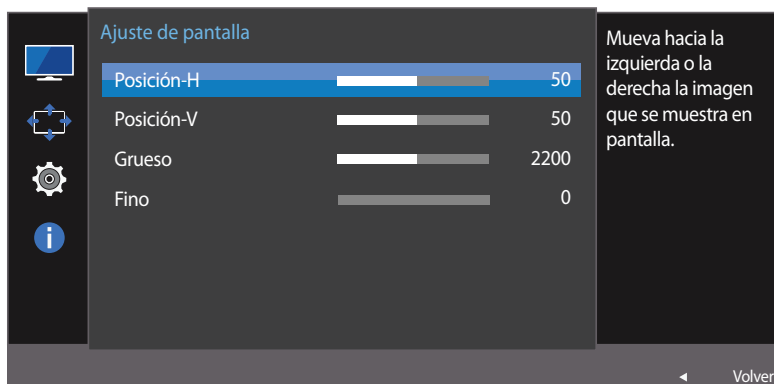 Ajuste de pantalla
Posición-H 50
Posición-V 50
Grueso 2200
Fino 0
Mueva hacia la
izquierda o la
derecha la imagen
que se muestra en
pantalla.
Volver